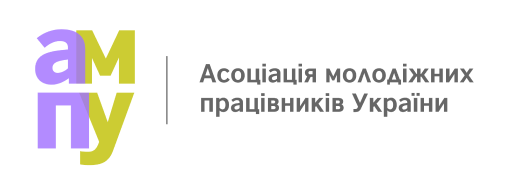 ам
пу
Асоціація молодіжних
працівників України